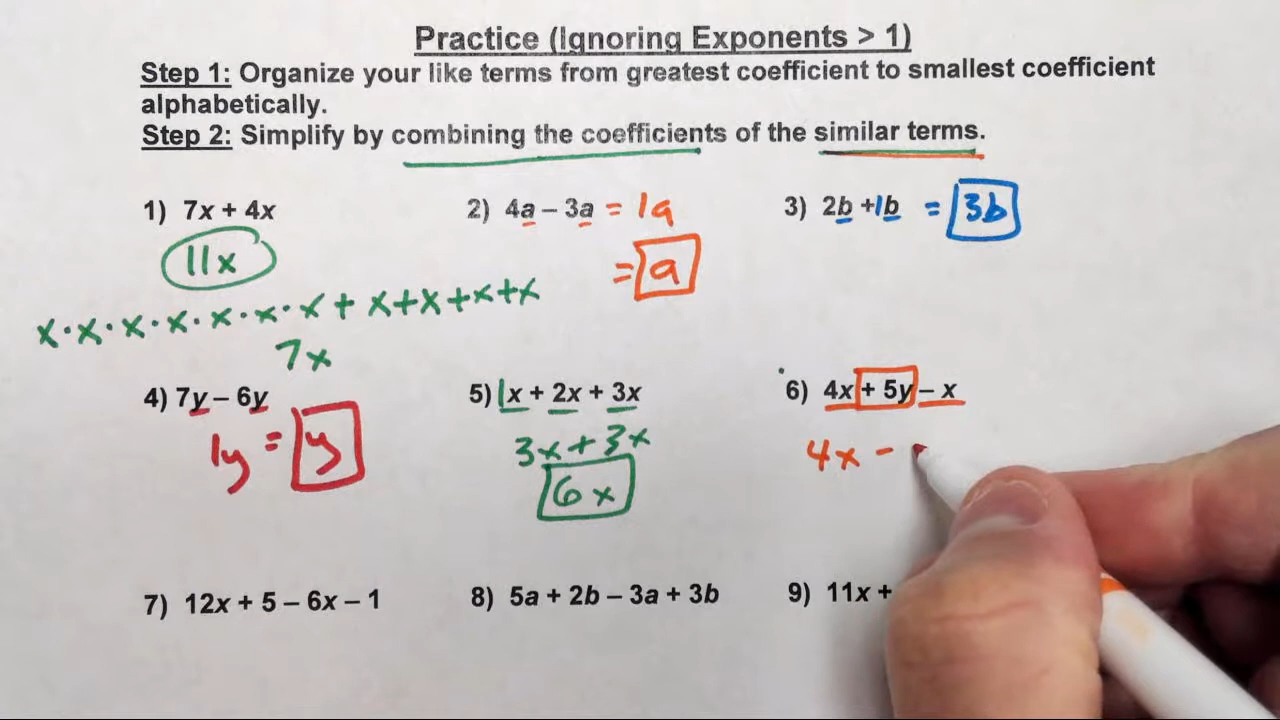 Practice (Ignoring Exponents > 1)
Step 1: Organize your like terms from greatest coefficient to smallest coefficient
alphabetically.
Step 2: Simplify by combining the coefficients of the similar terms.
1) 7x + 4x
11x
x·x·x·x·x·x·x + x+x+x+x
7x
2) 4a – 3a = 1a
= a
3) 2b +1b = 3b
4) 7y – 6y
1y = y
5) 1x + 2x + 3x
3x + 3x
6x
6) 4x + 5y – x
4x -
7) 12x + 5 – 6x – 1
8) 5a + 2b – 3a + 3b
9) 11x +